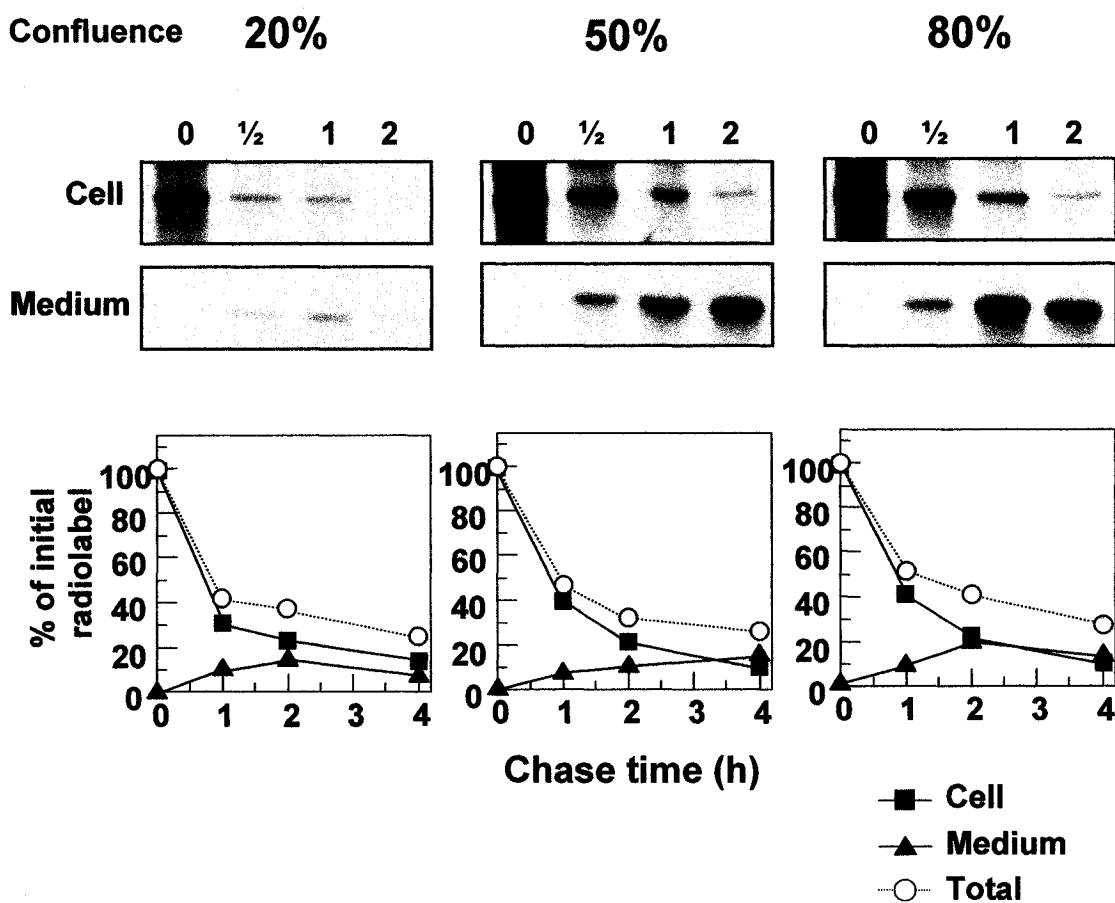 Confluence 20% 50% 80%
0 ½ 1 2 0 ½ 1 2 0 ½ 1 2
Cell
Medium
% of initial radiolabel
100 80 60 40 20 0
0 1 2 3 4
100 80 60 40 20 0
0 1 2 3 4
100 80 60 40 20 0
0 1 2 3 4
Chase time (h)
Cell
Medium
Total